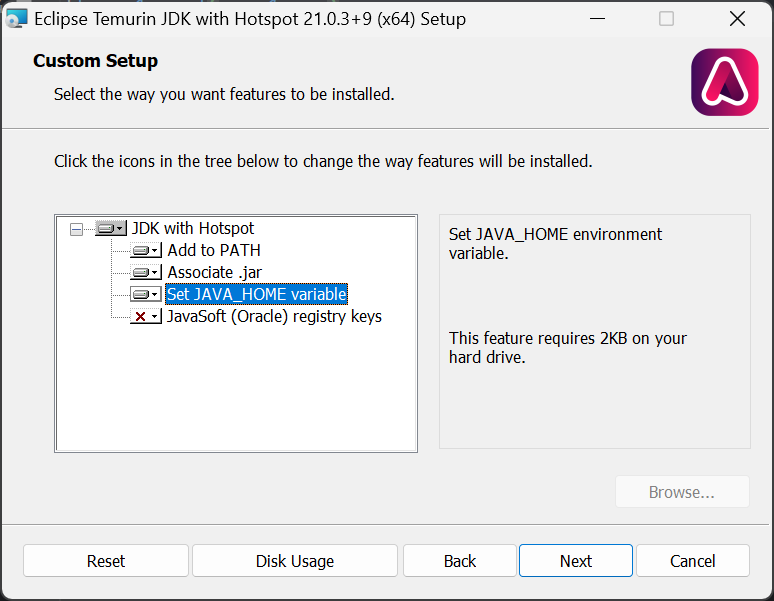 Eclipse Temurin JDK with Hotspot 21.0.3+9 (x64) Setup
Custom Setup
Select the way you want features to be installed.
Click the icons in the tree below to change the way features will be installed.
JDK with Hotspot
Add to PATH
Associate .jar
Set JAVA_HOME variable
JavaSoft (Oracle) registry keys
Set JAVA_HOME environment
variable.
This feature requires 2KB on your
hard drive.
Browse...
Reset
Disk Usage
Back
Next
Cancel